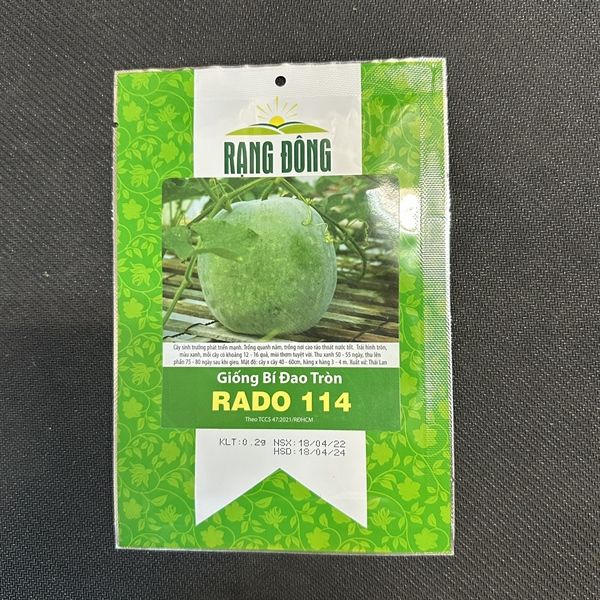 RẠNG ĐÔNG
Cây sinh trưởng phát triển mạnh. Trồng quanh năm, trồng nơi cao ráo thoát nước tốt. Trái hình tròn,
màu xanh, mỗi cây có khoảng 12 - 16 quả, mùi thơm tuyệt vời. Thu xanh 50 - 55 ngày, thu lên
phấn 75 - 80 ngày sau khi gieo. Mật độ: cây x cây 40 - 60cm, hàng x hàng 3 - 4 m. Xuất xứ: Thái Lan
Giống Bí Đao Tròn
RADO 114
Theo TCCS 47:2021/RĐHCM
KLT:0.2g NSX:18/04/22
HSD:18/04/24